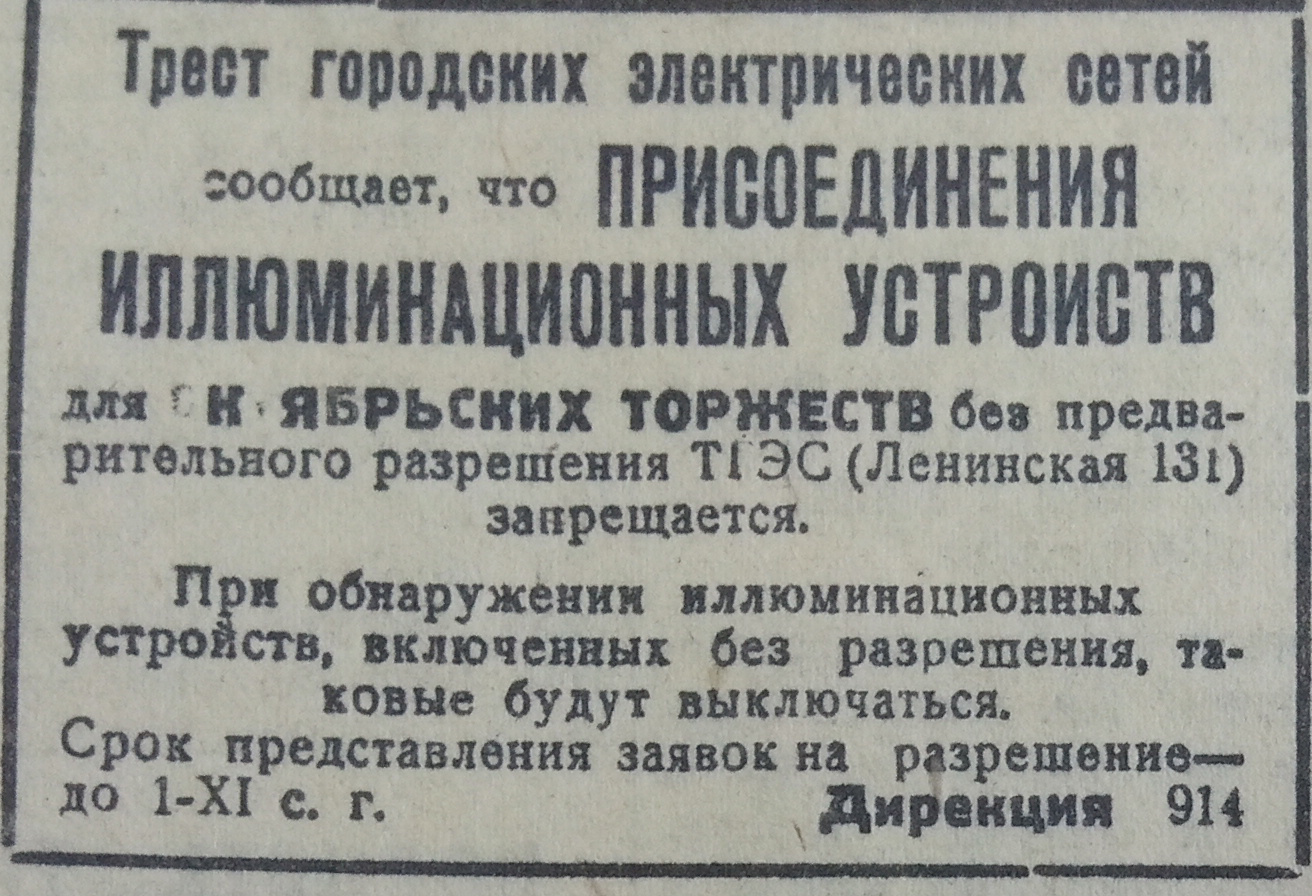 Трест городских электрических сетей
сообщает, что ПРИСОЕДИНЕНИЯ
ИЛЛЮМИНАЦИОННЫХ УСТРОИСТВ
для ТОРЖЕСТВ без предва-
рительного разрешения ТГЭС (Ленинская 131)
запрещается.
При обнаружении иллюминационных
устройств, включенных без разрешения, та-
ковые будут выключаться.
Срок представления заявок на разрешение—
до 1-XI с. г. Дирекция 914